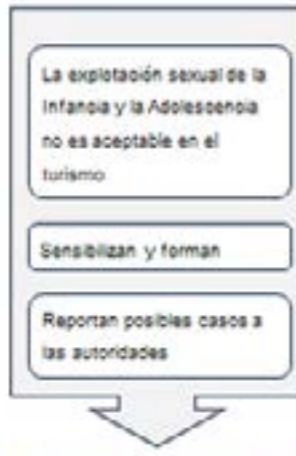 La explotación sexual de la
Infancia y la Adolescencia
no es aceptable en el
turismo
Sensibilizan y forman
Reportan posibles casos a
las autoridades